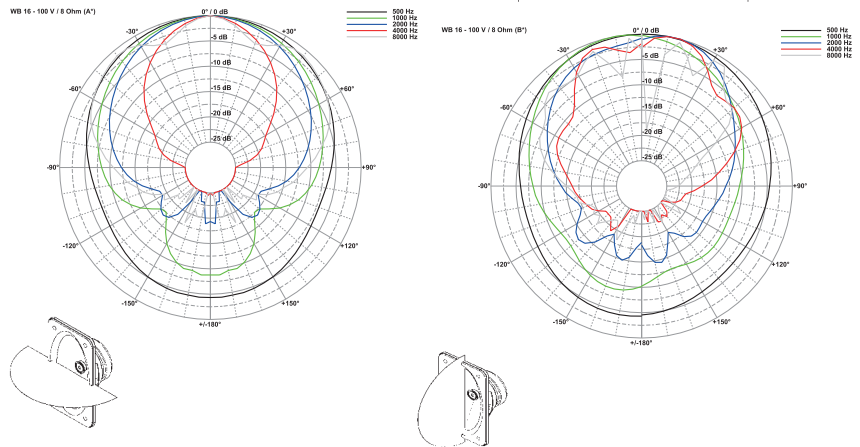 WB 16 - 100 V / 8 Ohm (A*)
0° / 0 dB
500 Hz
1000 Hz
2000 Hz
4000 Hz
8000 Hz
-30°
+30°
-5 dB
-10 dB
-15 dB
-20 dB
-25 dB
-60°
+60°
-90°
+90°
-120°
+120°
-150°
+150°
+/-180°
WB 16 - 100 V / 8 Ohm (B*)
0° / 0 dB
500 Hz
1000 Hz
2000 Hz
4000 Hz
8000 Hz
-30°
+30°
-5 dB
-10 dB
-15 dB
-20 dB
-25 dB
-60°
+60°
-90°
+90°
-120°
+120°
-150°
+150°
+/-180°